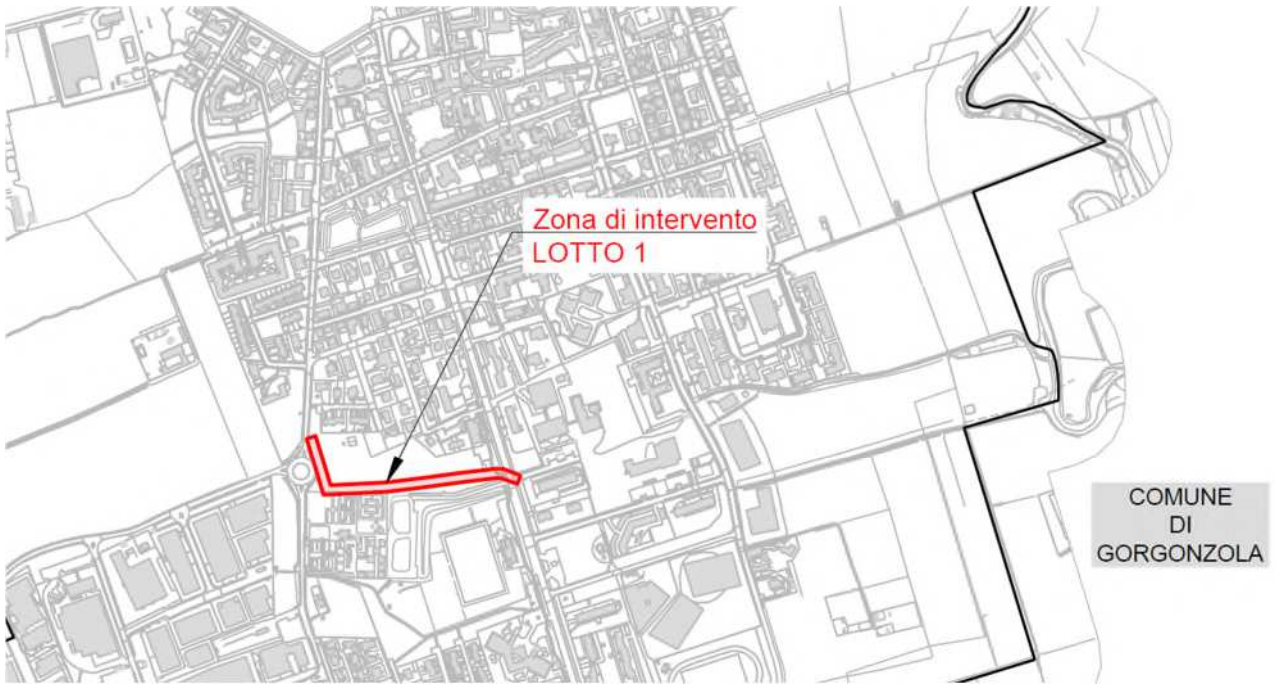 Zona di intervento
LOTTO 1
COMUNE
DI
GORGONZOLA